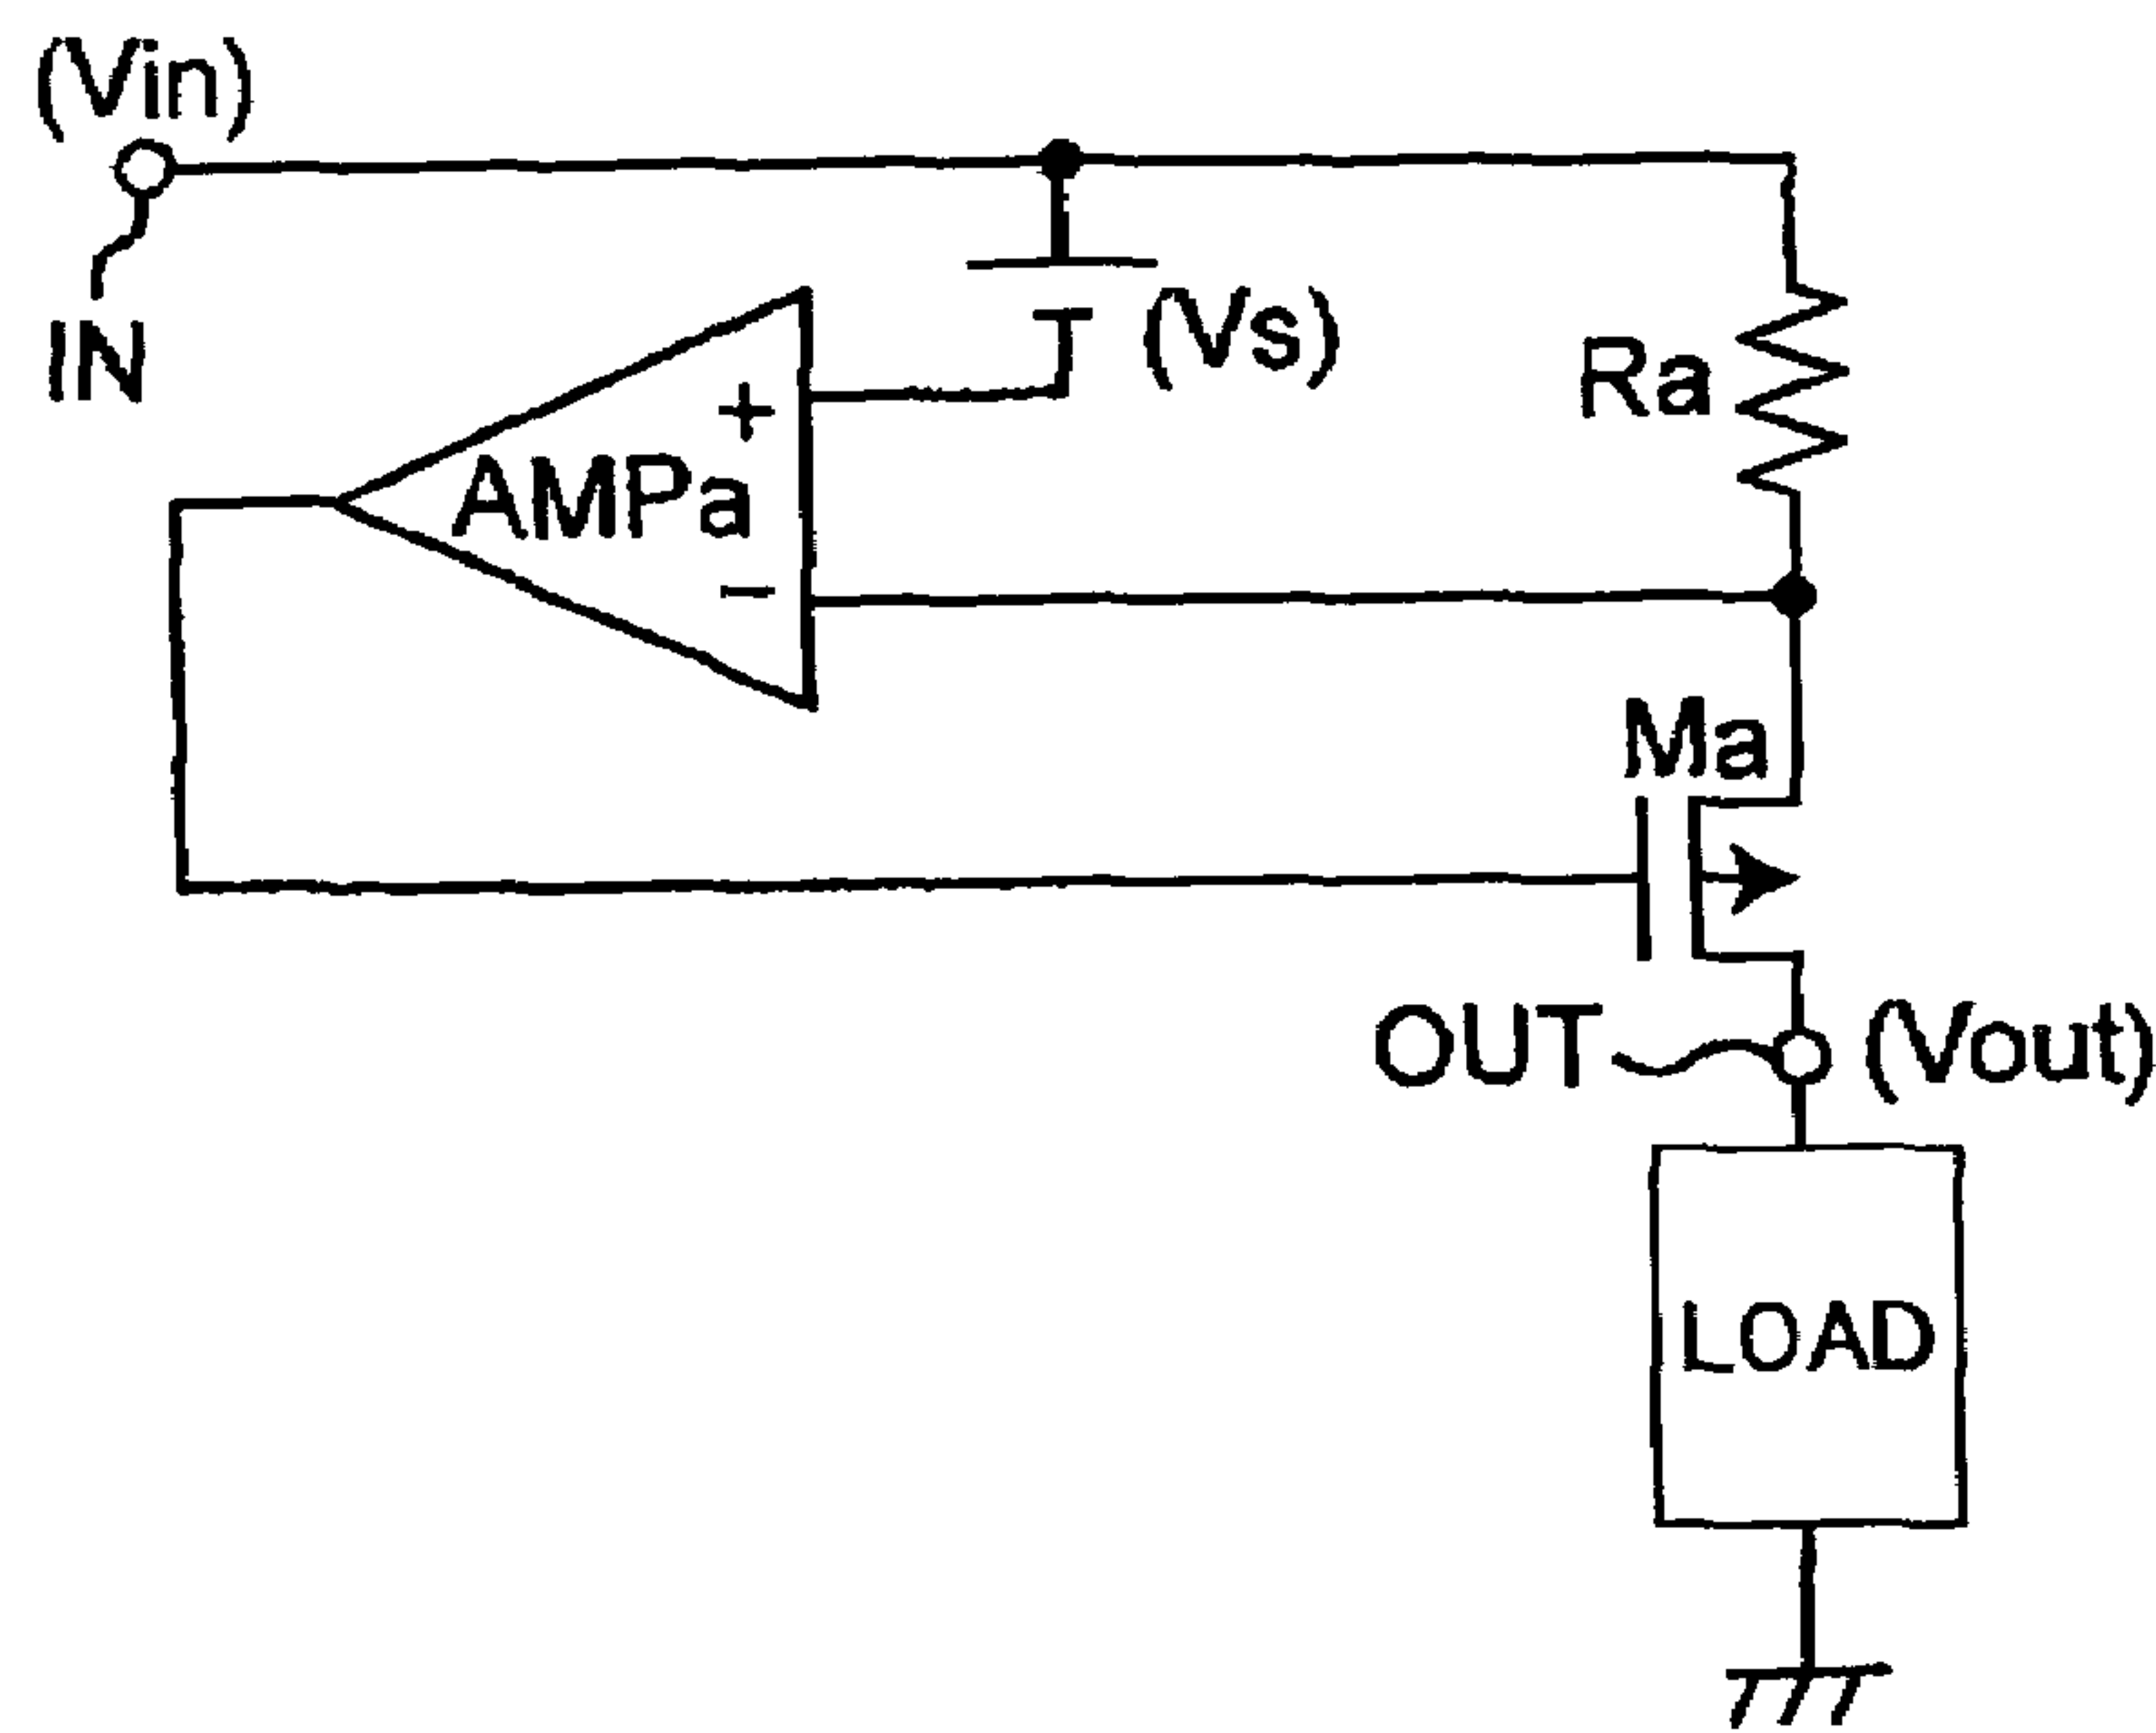 (Vin)
IN
(Vs)
Ra
+
AMPa
−
Ma
OUT
(Vout)
LOAD